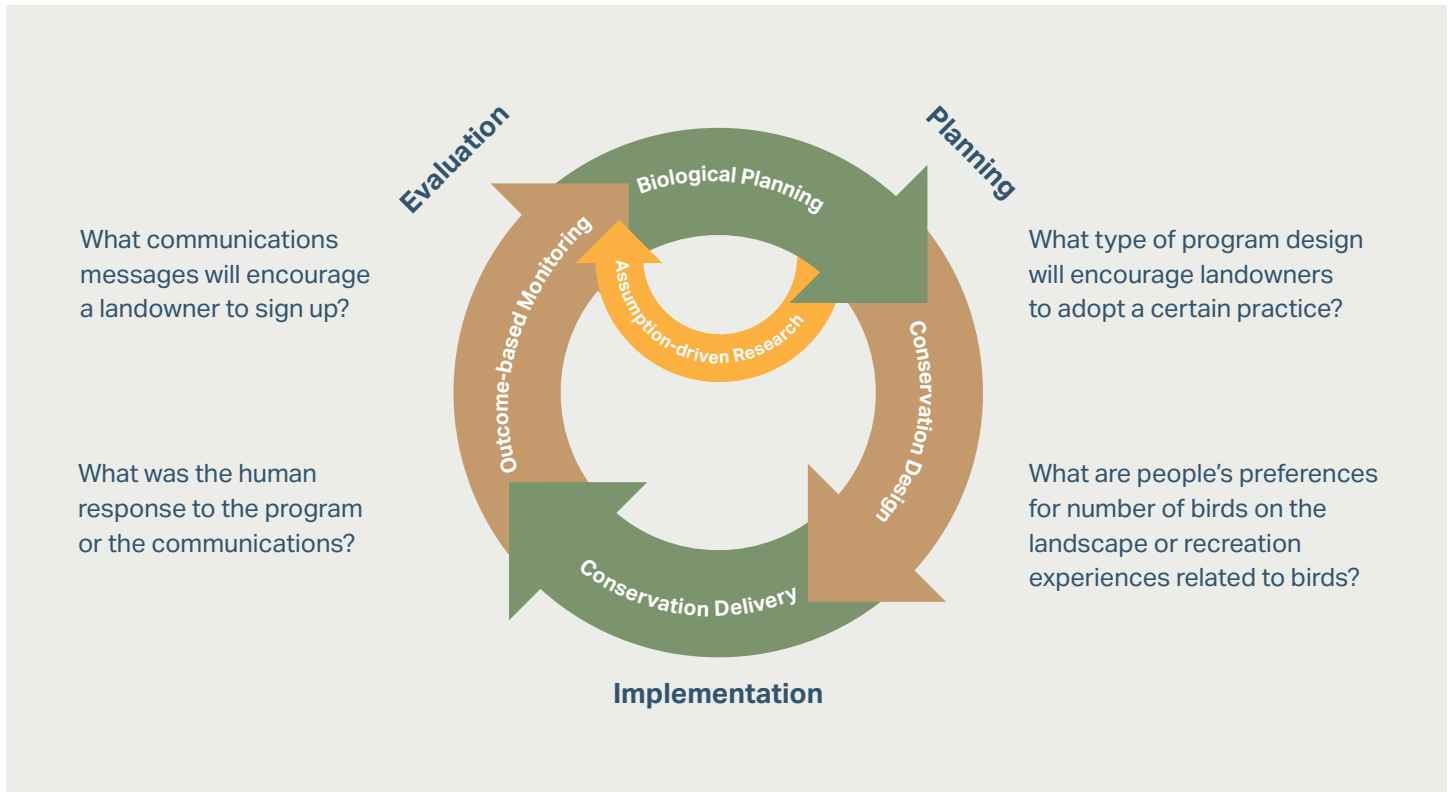 Evaluation
Planning
Biological Planning
Outcome-based Monitoring
Assumption-driven Research
Conservation Design
Conservation Delivery
Implementation
What communications
messages will encourage
a landowner to sign up?
What type of program design
will encourage landowners
to adopt a certain practice?
What was the human
response to the program
or the communications?
What are people’s preferences
for number of birds on the
landscape or recreation
experiences related to birds?